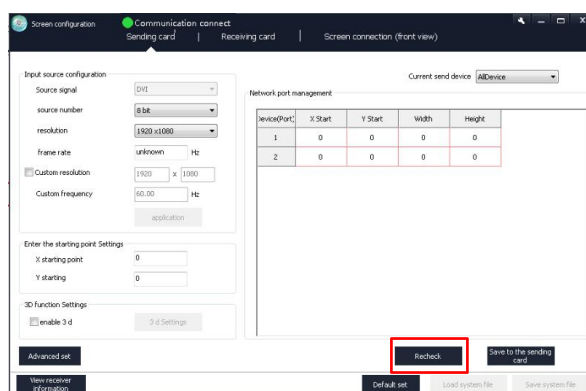 Screen configuration
Communication connect
Sending card | Receiving card | Screen connection (front view)
Input source configuration
Source signal DVI
source number 8 bit
resolution 1920 x1080
frame rate unknown Hz
Custom resolution 1920 x 1080
Custom frequency 60.00 Hz
application
Enter the starting point Settings
X starting point 0
Y starting 0
3D function Settings
enable 3 d 3 d Settings
Current send device AllDevice
Network port management
Device(Port) X Start Y Start Width Height
1 0 0 0 0
2 0 0 0 0
Advanced set
Recheck
Save to the sending card
View receiver information
Default set
Load system file
Save system file